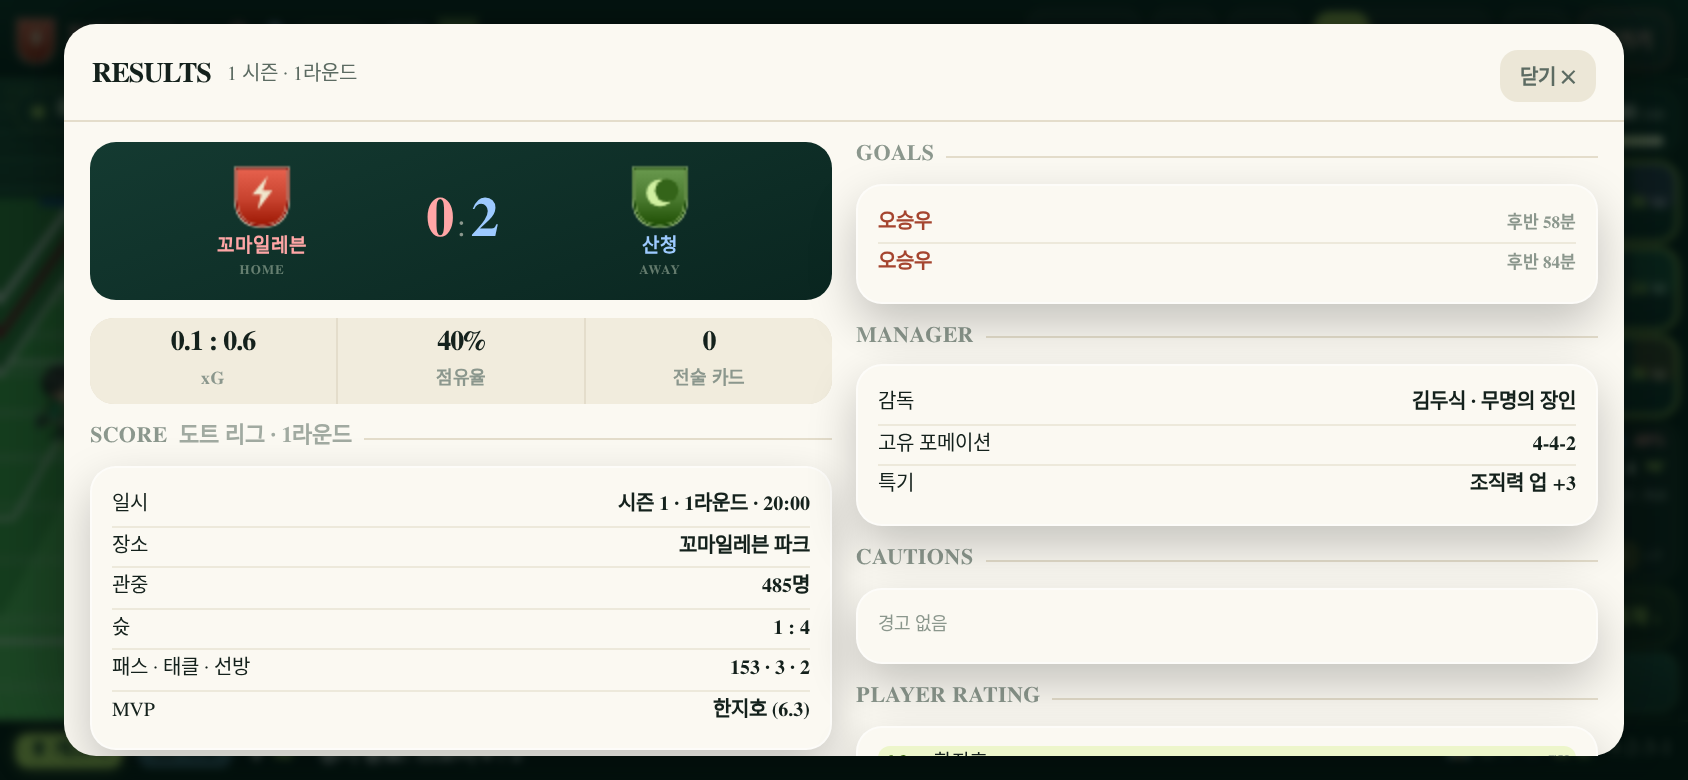 RESULTS 1 시즌 · 1라운드
닫기 ×
꼬마일레븐
HOME
0 : 2
산청
AWAY
0.1 : 0.6
xG
40%
점유율
0
전술 카드
SCORE 도트 리그 · 1라운드
일시 시즌 1 · 1라운드 · 20:00
장소 꼬마일레븐 파크
관중 485명
슛 1 : 4
패스 · 태클 · 선방 153 · 3 · 2
MVP 한지호 (6.3)
GOALS
오승우 후반 58분
오승우 후반 84분
MANAGER
감독 김두식 · 무명의 장인
고유 포메이션 4-4-2
특기 조직력 업 +3
CAUTIONS
경고 없음
PLAYER RATING